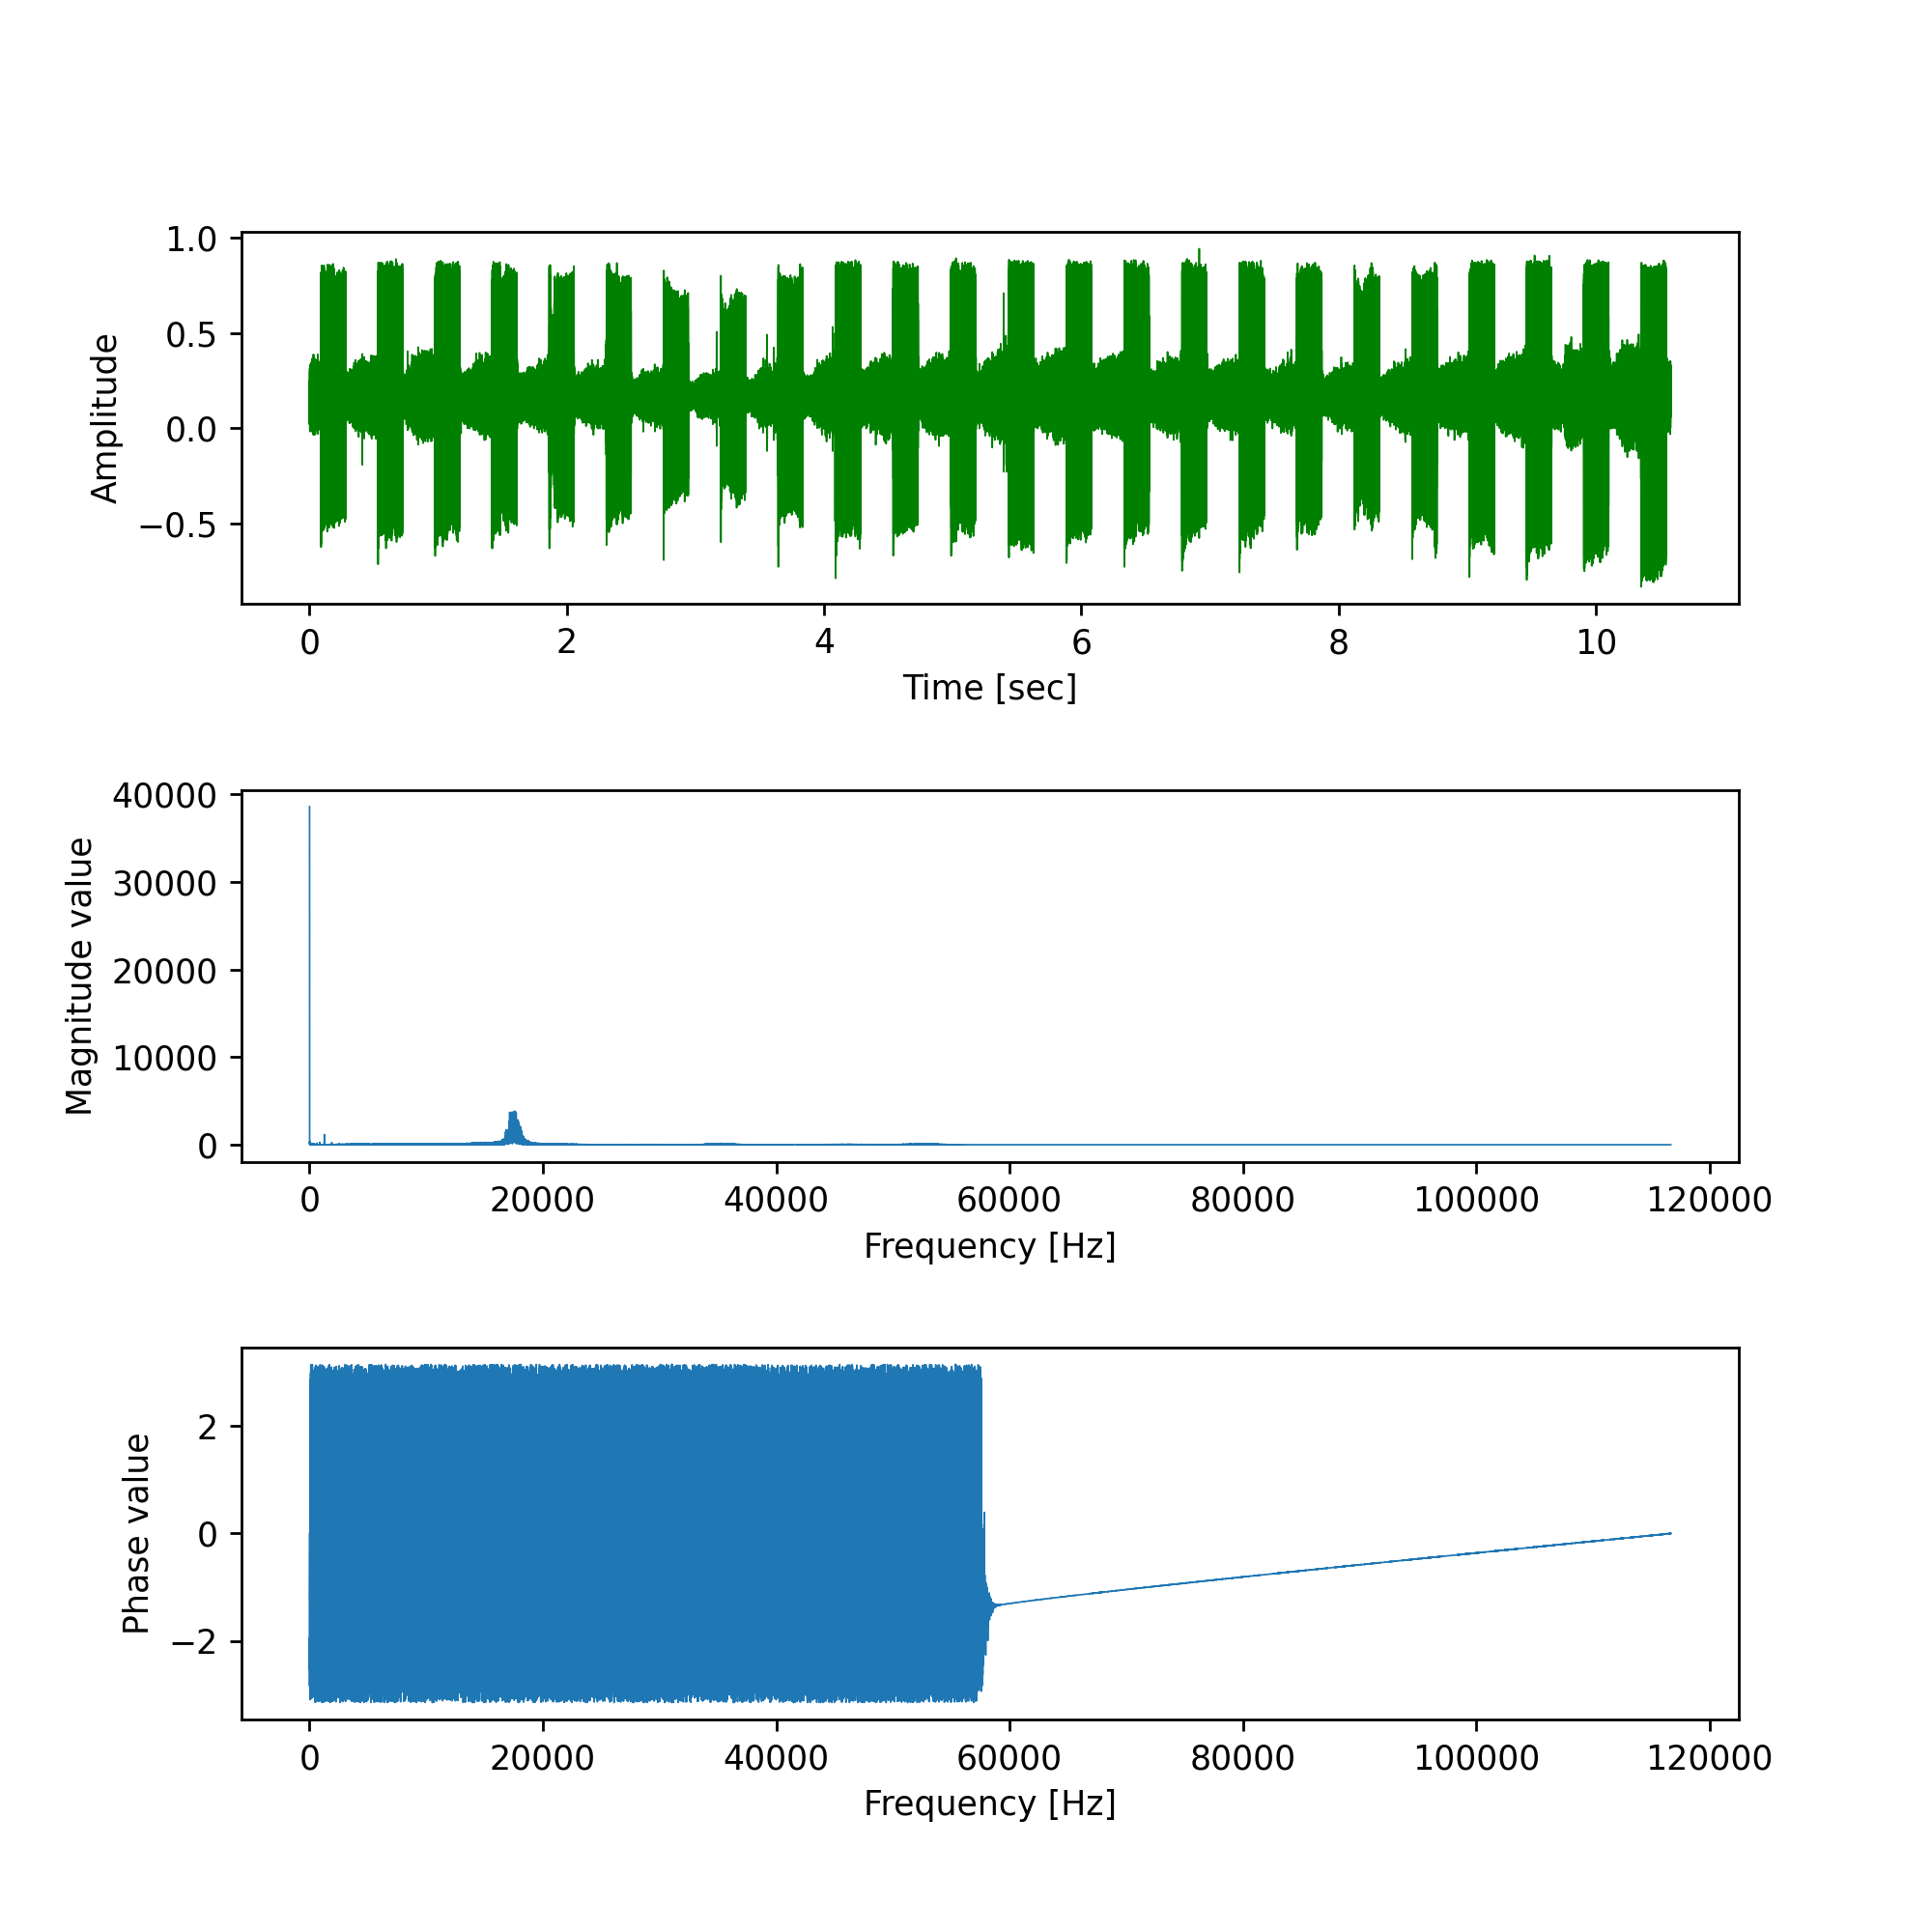 1.0
0.5
0.0
−0.5
Amplitude
0 2 4 6 8 10
Time [sec]
40000
30000
20000
10000
0
Magnitude value
0 20000 40000 60000 80000 100000 120000
Frequency [Hz]
2
0
−2
Phase value
0 20000 40000 60000 80000 100000 120000
Frequency [Hz]